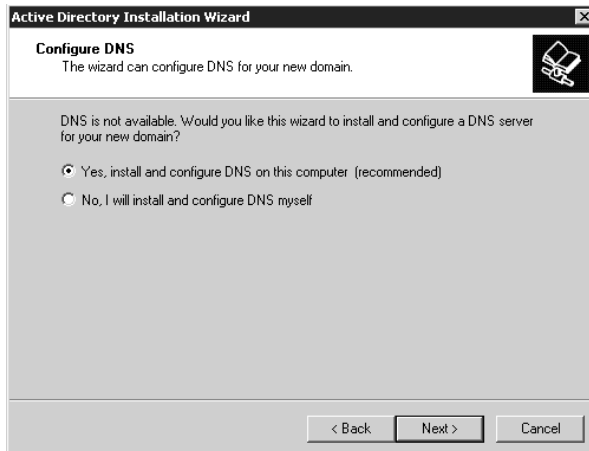 Active Directory Installation Wizard
Configure DNS
The wizard can configure DNS for your new domain.
DNS is not available. Would you like this wizard to install and configure a DNS server
for your new domain?
Yes, install and configure DNS on this computer (recommended)
No, I will install and configure DNS myself
< Back
Next >
Cancel